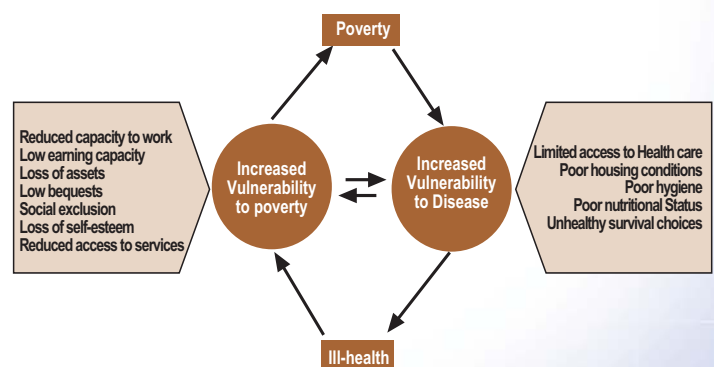 Poverty
Reduced capacity to work
Low earning capacity
Loss of assets
Low bequests
Social exclusion
Loss of self-esteem
Reduced access to services
Increased
Vulnerability
to poverty
Increased
Vulnerability
to Disease
Limited access to Health care
Poor housing conditions
Poor hygiene
Poor nutritional Status
Unhealthy survival choices
Ill-health